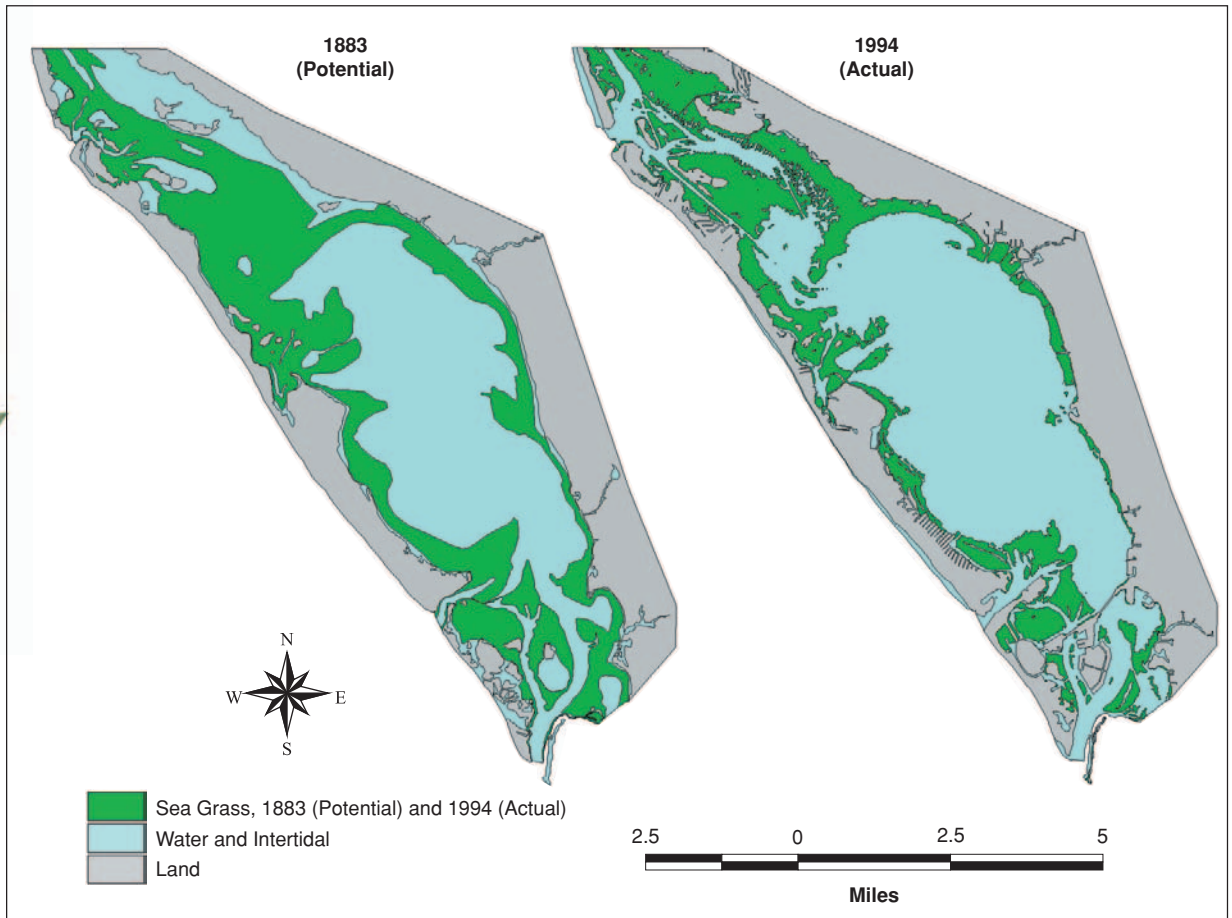 1883
(Potential)
1994
(Actual)
N
W E
S
Sea Grass, 1883 (Potential) and 1994 (Actual)
Water and Intertidal
Land
2.5 0 2.5 5
Miles